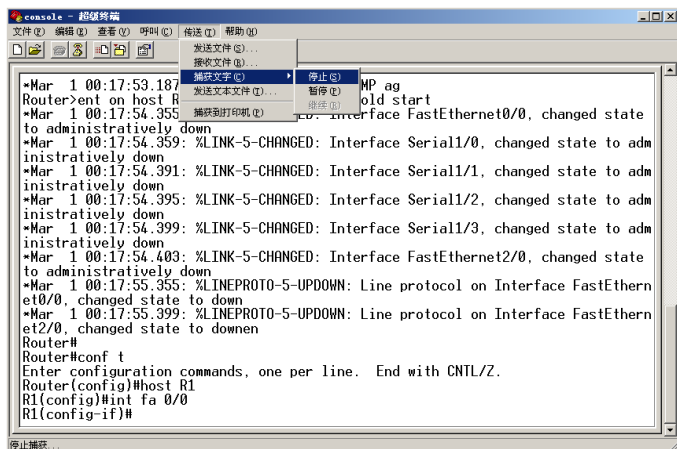 console - 超级终端
文件(F) 编辑(E) 查看(V) 呼叫(C) 传送(T) 帮助(H)
发送文件(S)...
接收文件(R)...
捕获文字(C)
停止(S)
发送文本文件(T)...
暂停(P)
继续(R)
捕获到打印机(P)
*Mar  1 00:17:53.187 MP ag
Router>ent on host R old start
*Mar  1 00:17:54.355 ED: Interface FastEthernet0/0, changed state
to administratively down
*Mar  1 00:17:54.359: %LINK-5-CHANGED: Interface Serial1/0, changed state to adm
inistratively down
*Mar  1 00:17:54.391: %LINK-5-CHANGED: Interface Serial1/1, changed state to adm
inistratively down
*Mar  1 00:17:54.395: %LINK-5-CHANGED: Interface Serial1/2, changed state to adm
inistratively down
*Mar  1 00:17:54.399: %LINK-5-CHANGED: Interface Serial1/3, changed state to adm
inistratively down
*Mar  1 00:17:54.403: %LINK-5-CHANGED: Interface FastEthernet2/0, changed state
to administratively down
*Mar  1 00:17:55.355: %LINEPROTO-5-UPDOWN: Line protocol on Interface FastEthern
et0/0, changed state to down
*Mar  1 00:17:55.399: %LINEPROTO-5-UPDOWN: Line protocol on Interface FastEthern
et2/0, changed state to downen
Router#
Router#conf t
Enter configuration commands, one per line.  End with CNTL/Z.
Router(config)#host R1
R1(config)#int fa 0/0
R1(config-if)#
停止捕获...